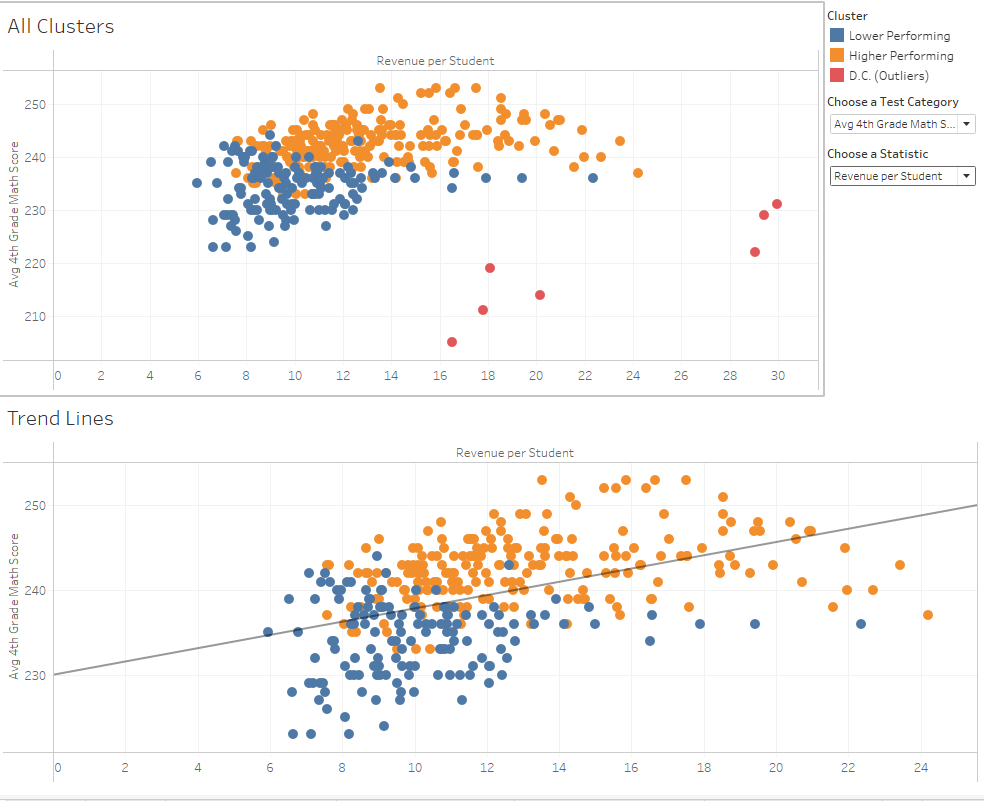 All Clusters
Revenue per Student
Avg 4th Grade Math Score
250
240
230
220
210
0 2 4 6 8 10 12 14 16 18 20 22 24 26 28 30
Cluster
Lower Performing
Higher Performing
D.C. (Outliers)
Choose a Test Category
Avg 4th Grade Math S...
Choose a Statistic
Revenue per Student
Trend Lines
Revenue per Student
Avg 4th Grade Math Score
250
240
230
0 2 4 6 8 10 12 14 16 18 20 22 24